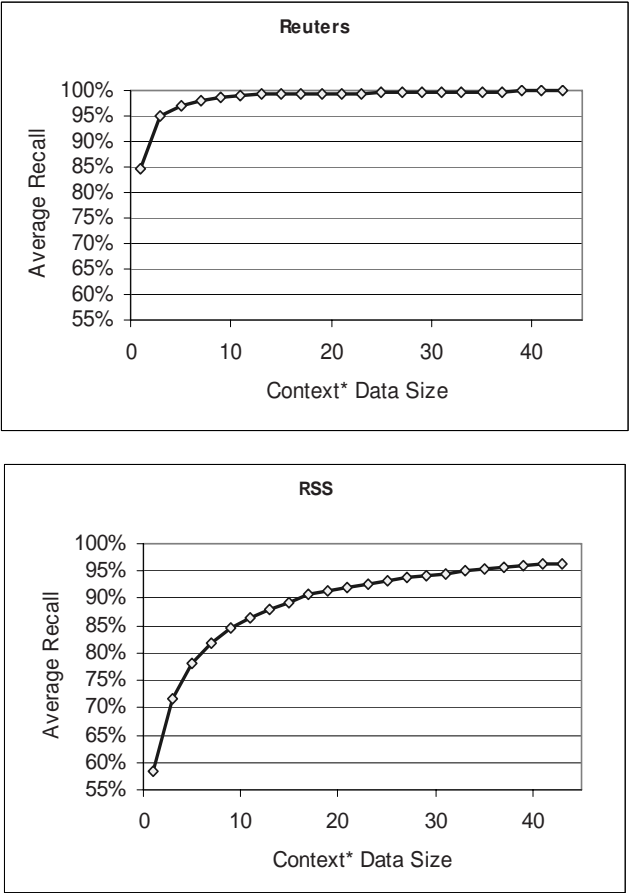 Reuters
100%
95%
90%
85%
80%
75%
70%
65%
60%
55%
Average Recall
0 10 20 30 40
Context* Data Size
RSS
100%
95%
90%
85%
80%
75%
70%
65%
60%
55%
Average Recall
0 10 20 30 40
Context* Data Size